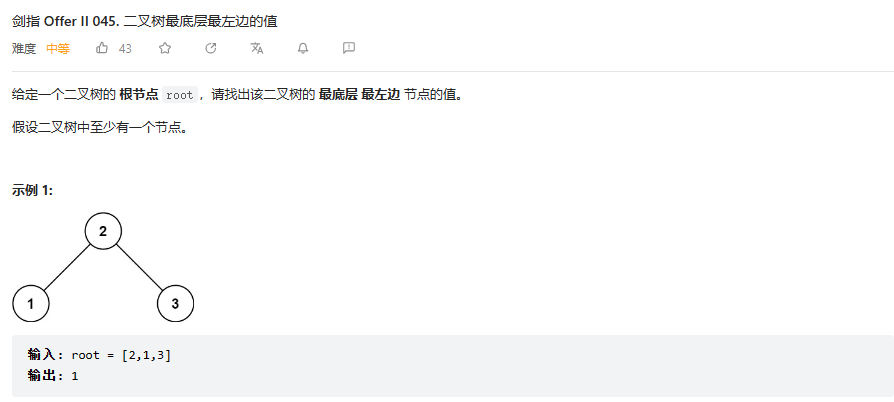 剑指 Offer II 045. 二叉树最底层最左边的值
难度 中等 43
给定一个二叉树的 根节点 root，请找出该二叉树的 最底层 最左边 节点的值。
假设二叉树中至少有一个节点。
示例 1:
2
1 3
输入: root = [2,1,3]
输出: 1